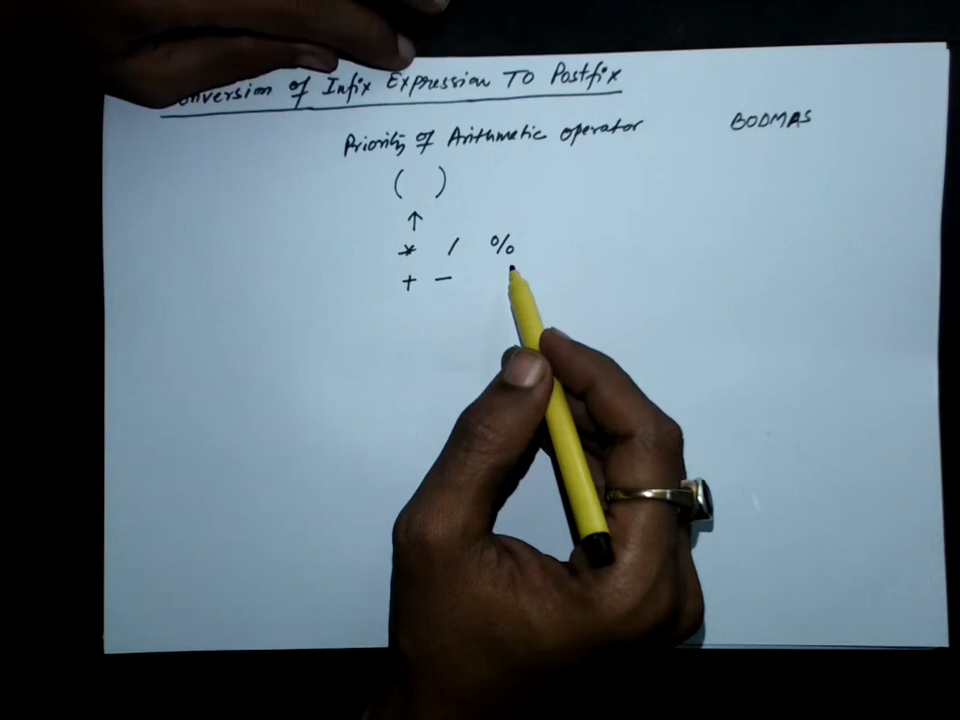 onversion of Infix Expression To Postfix
Priority of Arithmetic operator BODMAS
( )
↑
* / %
+ -